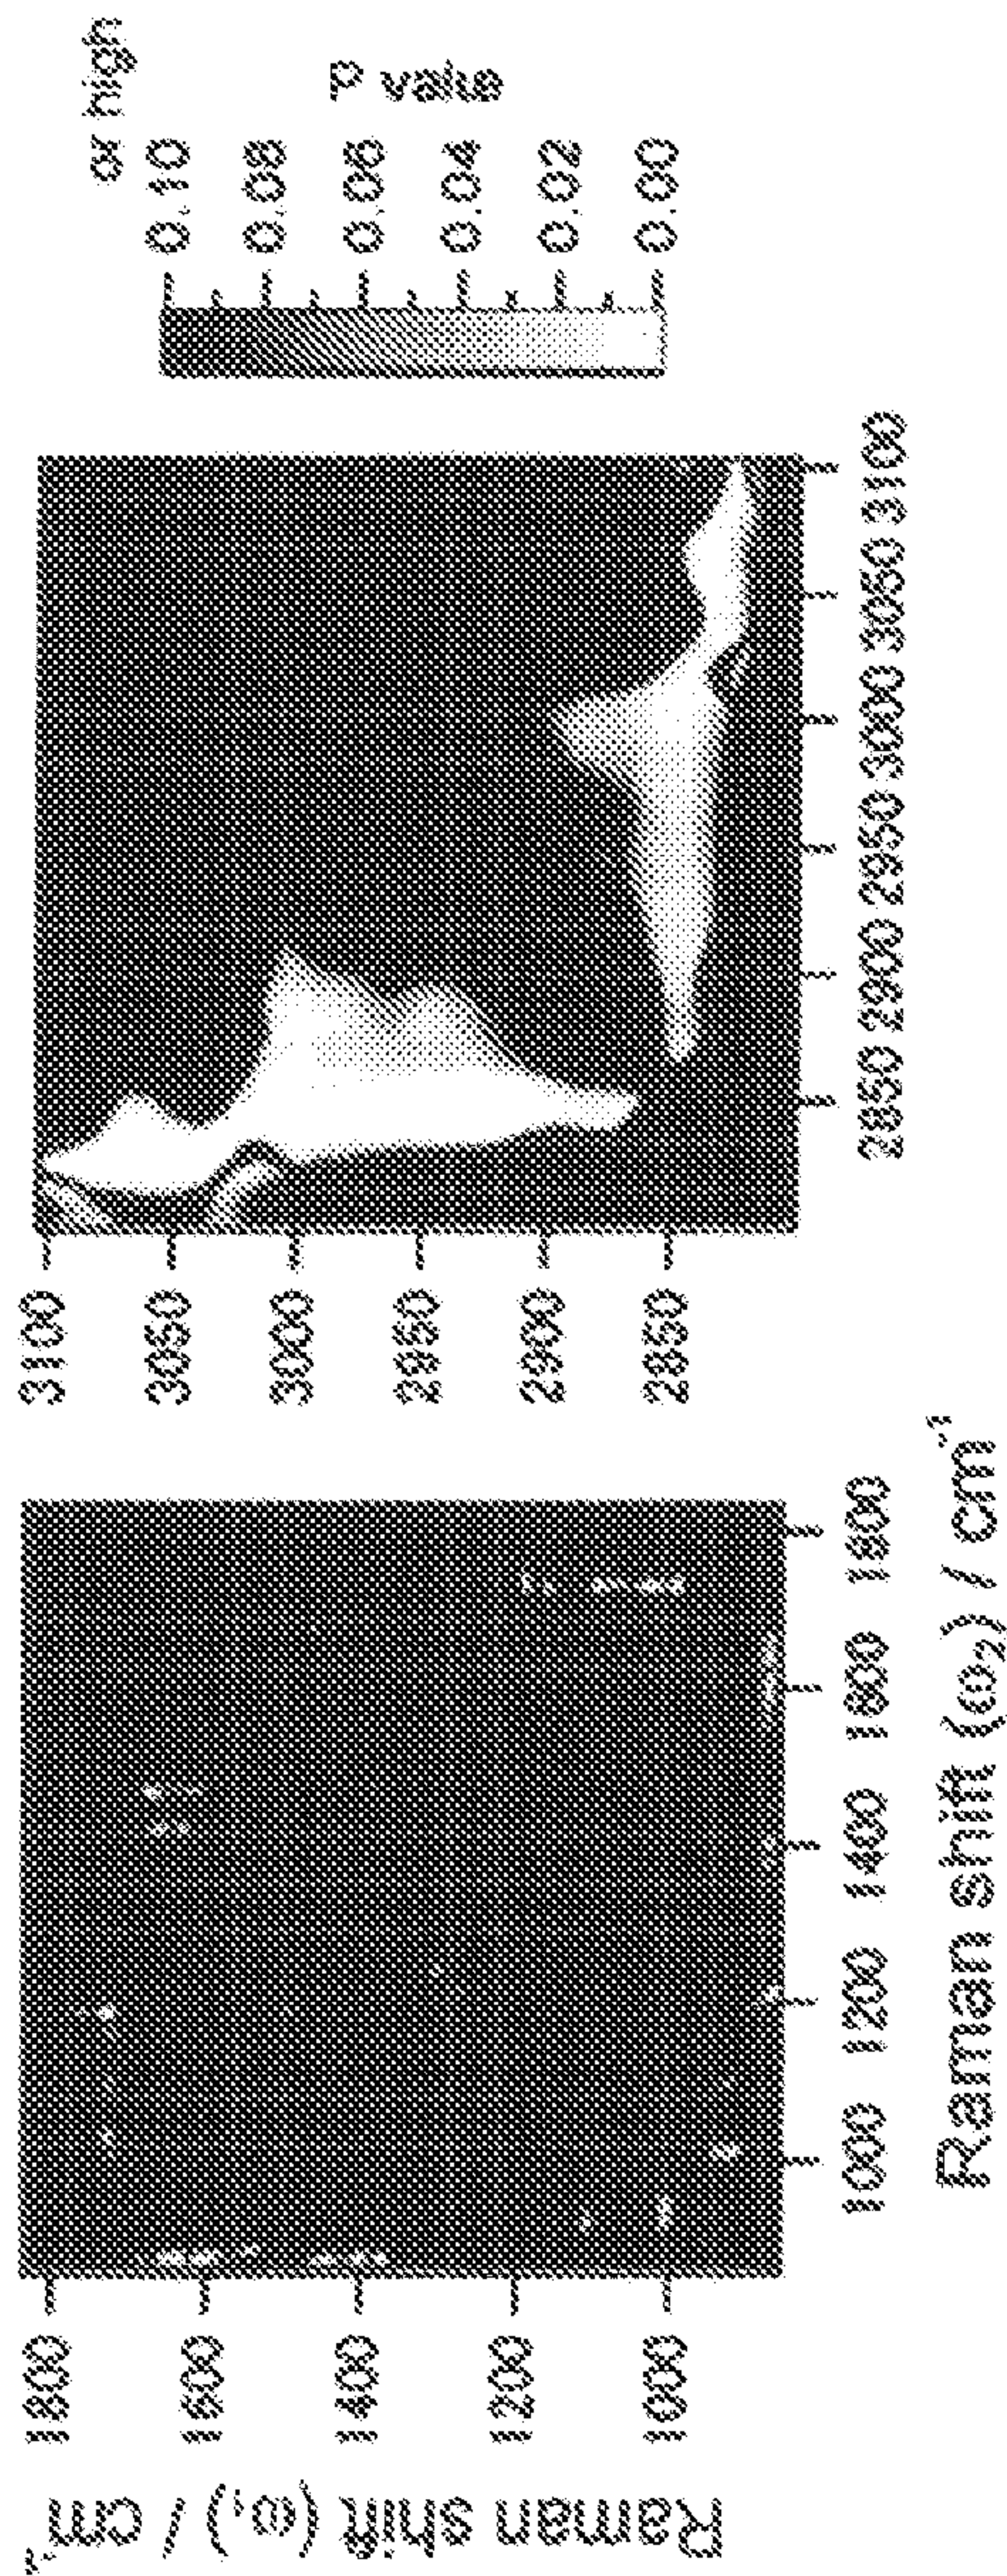 Raman shift (ω₁) / cm⁻¹
1800
1600
1400
1200
1000
1000 1200 1400 1600 1800
Raman shift (ω₂) / cm⁻¹
3100
3050
3000
2950
2900
2850
2850 2900 2950 3000 3050 3100
or high
0.10
0.08
0.06
0.04
0.02
0.00
P value